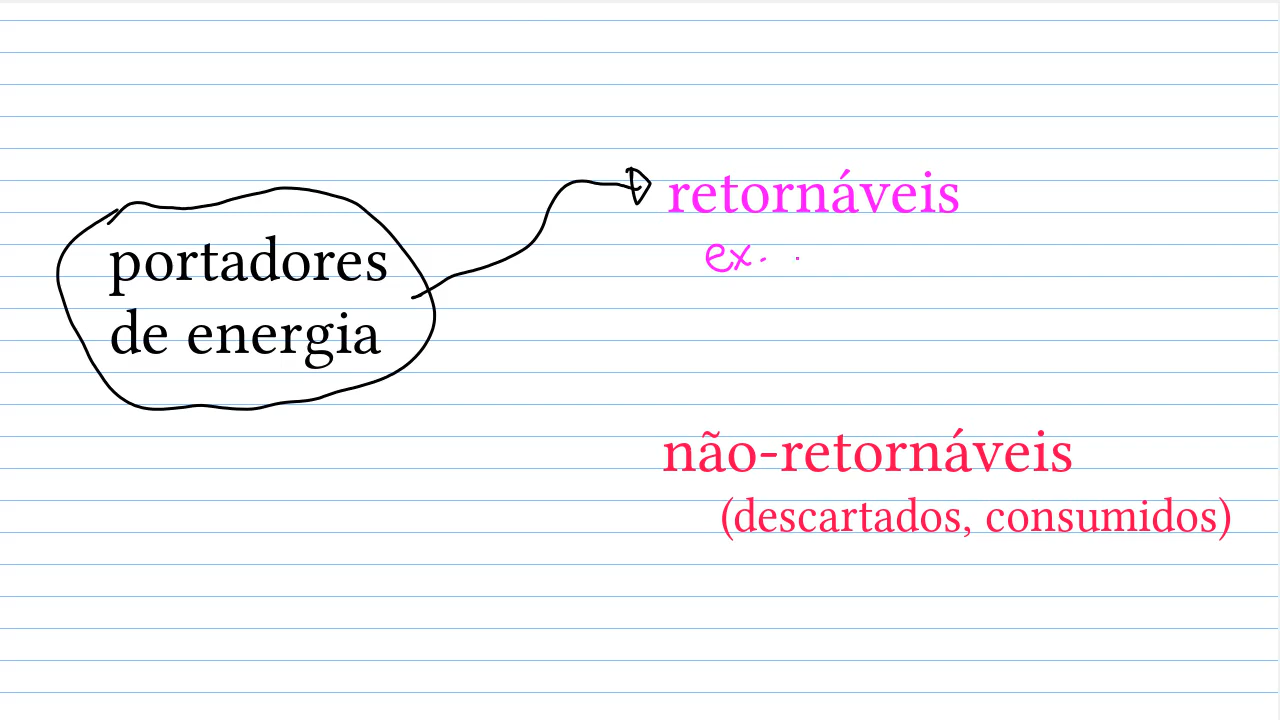 portadores
de energia
retornáveis
ex.
não-retornáveis
(descartados, consumidos)